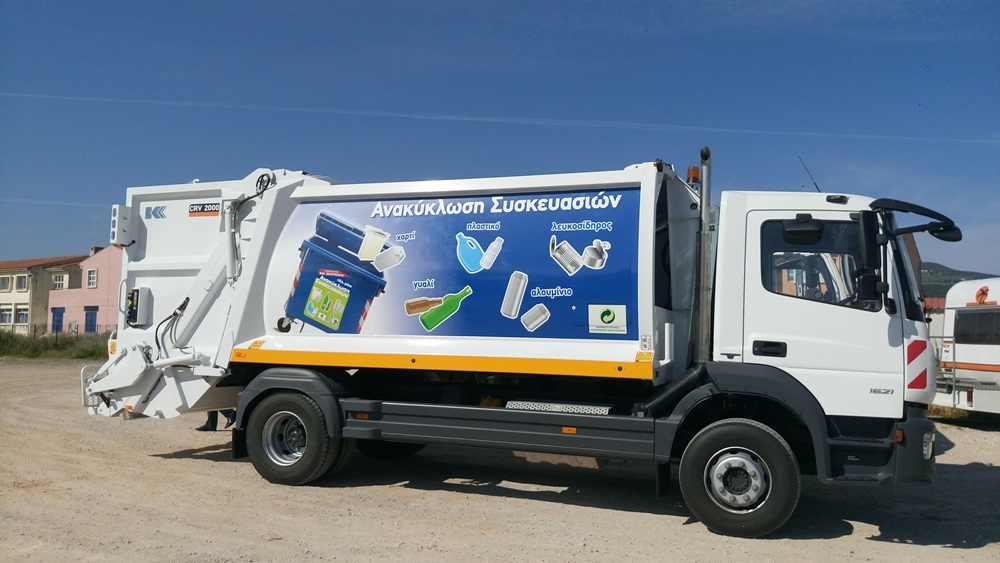 CRV 2000
Ανακύκλωση Συσκευασιών
χαρτί
πλαστικό
λευκοσίδηρος
γυαλί
αλουμίνιο
1621